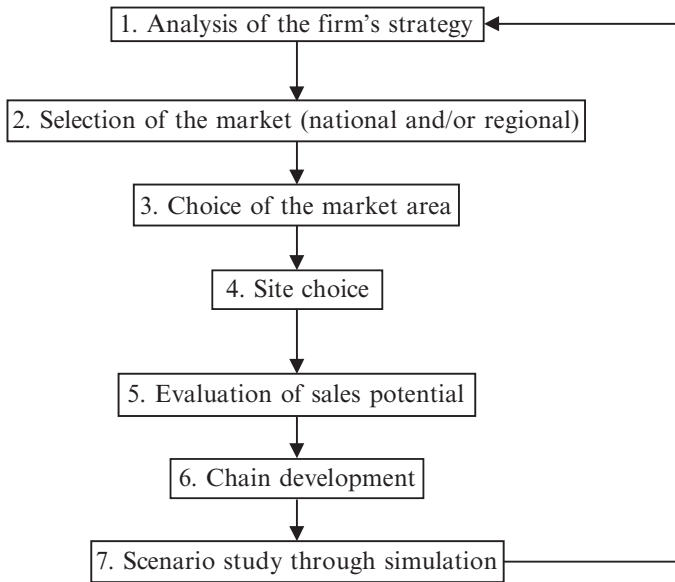 1. Analysis of the firm's strategy
2. Selection of the market (national and/or regional)
3. Choice of the market area
4. Site choice
5. Evaluation of sales potential
6. Chain development
7. Scenario study through simulation